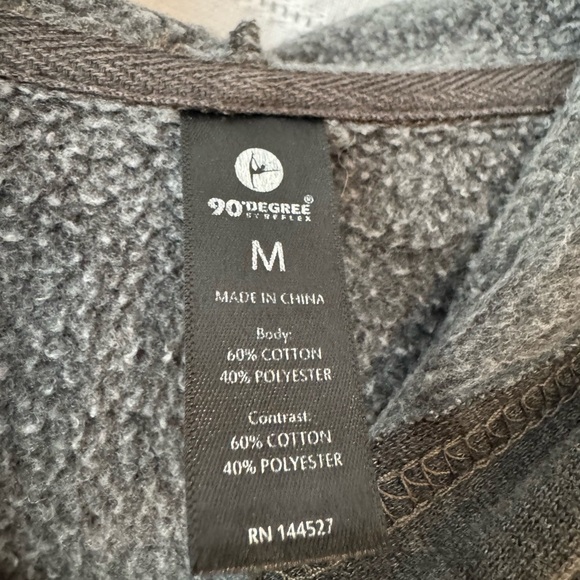 90°DEGREE®
BY REFLEX
M
MADE IN CHINA
Body:
60% COTTON
40% POLYESTER
Contrast:
60% COTTON
40% POLYESTER
RN 144527